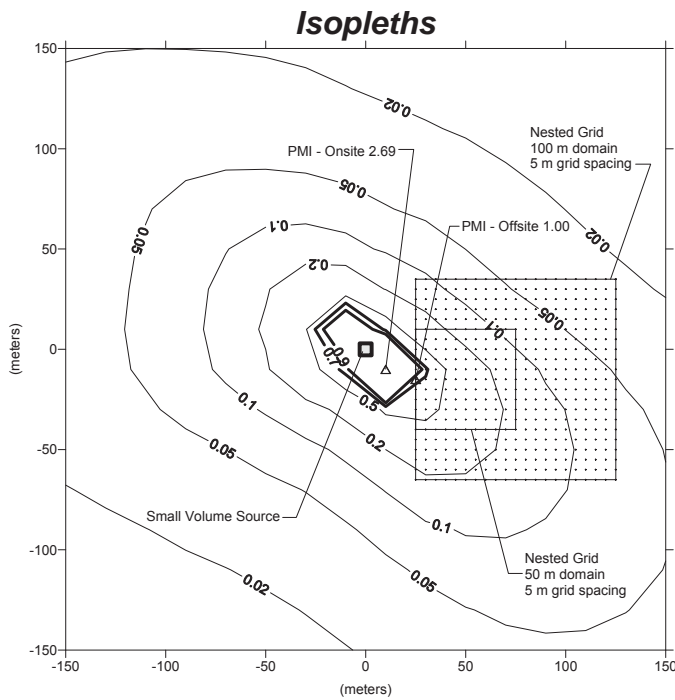 Isopleths
150
100
50
0
-50
-100
-150
(meters)
-150
-100
-50
0
50
100
150
(meters)
0.02
PMI - Onsite 2.69
Nested Grid
100 m domain
5 m grid spacing
0.05
PMI - Offsite 1.00
0.02
0.05
0.1
0.2
0.1
0.05
0.9
0.7
0.5
0.2
0.1
0.05
0.1
0.05
0.02
Small Volume Source
Nested Grid
50 m domain
5 m grid spacing